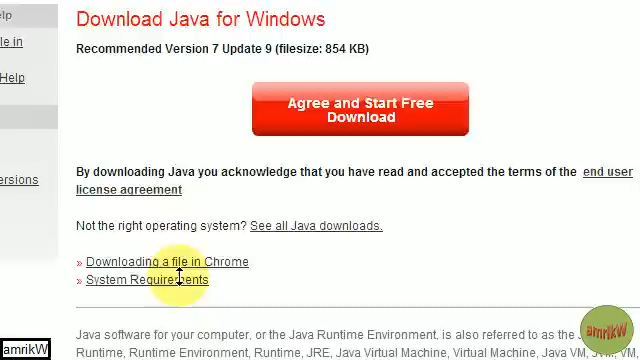 elp
Download Java for Windows
le in
Recommended Version 7 Update 9 (filesize: 854 KB)
Help
Agree and Start Free
Download
ersions
By downloading Java you acknowledge that you have read and accepted the terms of the end user
license agreement
Not the right operating system? See all Java downloads.
» Downloading a file in Chrome
» System Requirements
amrikW
Java software for your computer, or the Java Runtime Environment, is also referred to as the J
amrikW
Runtime, Runtime Environment, Runtime, JRE, Java Virtual Machine, Virtual Machine, Java VM, JVM, VM,